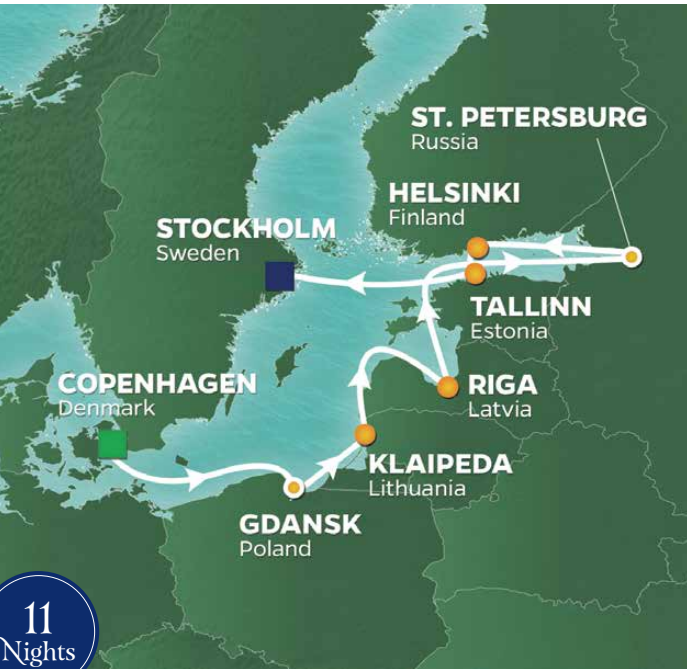 ST. PETERSBURG
Russia
HELSINKI
Finland
STOCKHOLM
Sweden
TALLINN
Estonia
COPENHAGEN
Denmark
RIGA
Latvia
KLAIPEDA
Lithuania
GDANSK
Poland
11
Nights